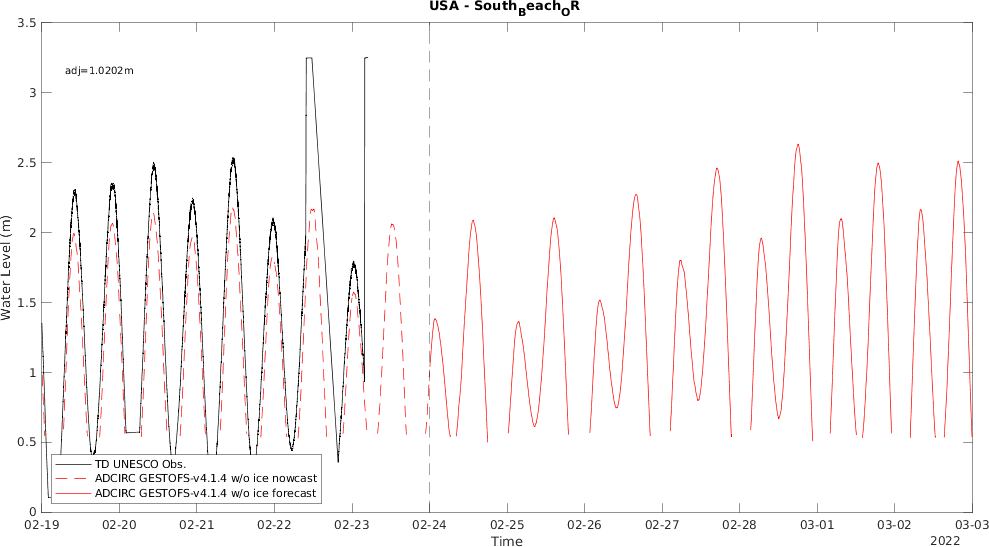 USA - SouthBeachOR
adj=1.0202m
Water Level (m)
3.5
3
2.5
2
1.5
1
0.5
0
TD UNESCO Obs.
ADCIRC GESTOFS-v4.1.4 w/o ice nowcast
ADCIRC GESTOFS-v4.1.4 w/o ice forecast
02-19 02-20 02-21 02-22 02-23 02-24 02-25 02-26 02-27 02-28 03-01 03-02 03-03
Time
2022